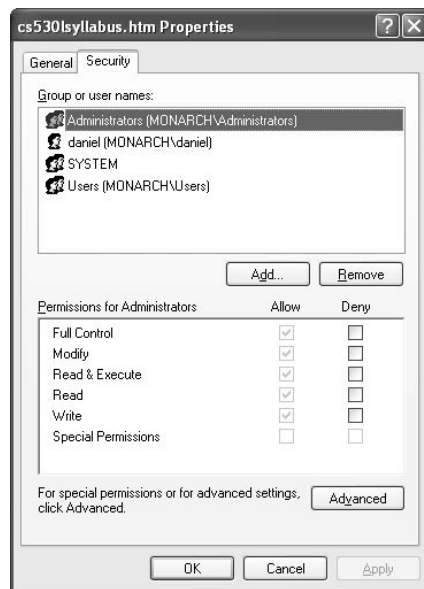 cs530lsyllabus.htm Properties
General Security
Group or user names:
Administrators (MONARCH\Administrators)
daniel (MONARCH\daniel)
SYSTEM
Users (MONARCH\Users)
Add... Remove
Permissions for Administrators Allow Deny
Full Control
Modify
Read & Execute
Read
Write
Special Permissions
For special permissions or for advanced settings,
click Advanced.
Advanced
OK Cancel Apply